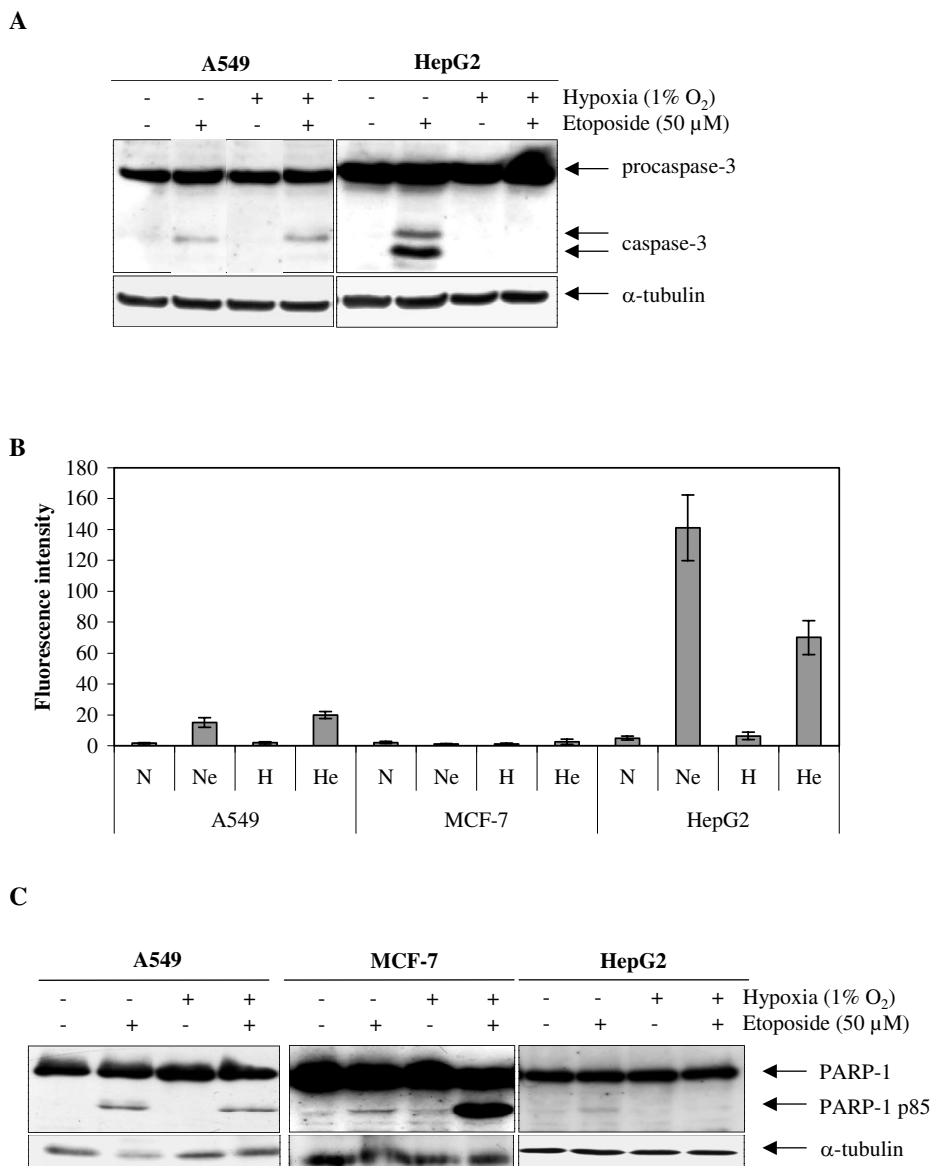 A
A549 HepG2
- - + + - - + + Hypoxia (1% O₂)
- + - + - + - + Etoposide (50 µM)
procaspase-3
caspase-3
α-tubulin
B
Fluorescence intensity
180
160
140
120
100
80
60
40
20
0
N Ne H He N Ne H He N Ne H He
A549 MCF-7 HepG2
C
A549 MCF-7 HepG2
- - + + - - + + - - + + Hypoxia (1% O₂)
- + - + - + - + - + - + Etoposide (50 µM)
PARP-1
PARP-1 p85
α-tubulin